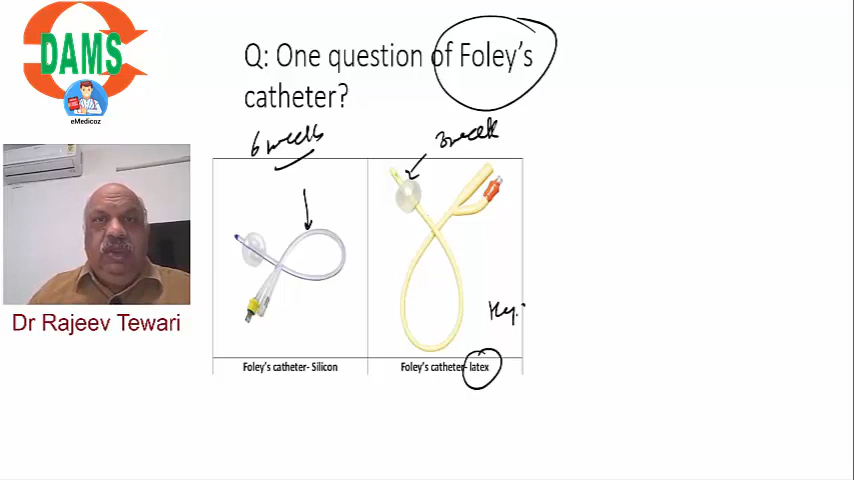 DAMS
eMedicoz
Q: One question of Foley's
catheter?
6 weeks
3 week
Foley's catheter- Silicon
Foley's catheter- latex
Dr Rajeev Tewari